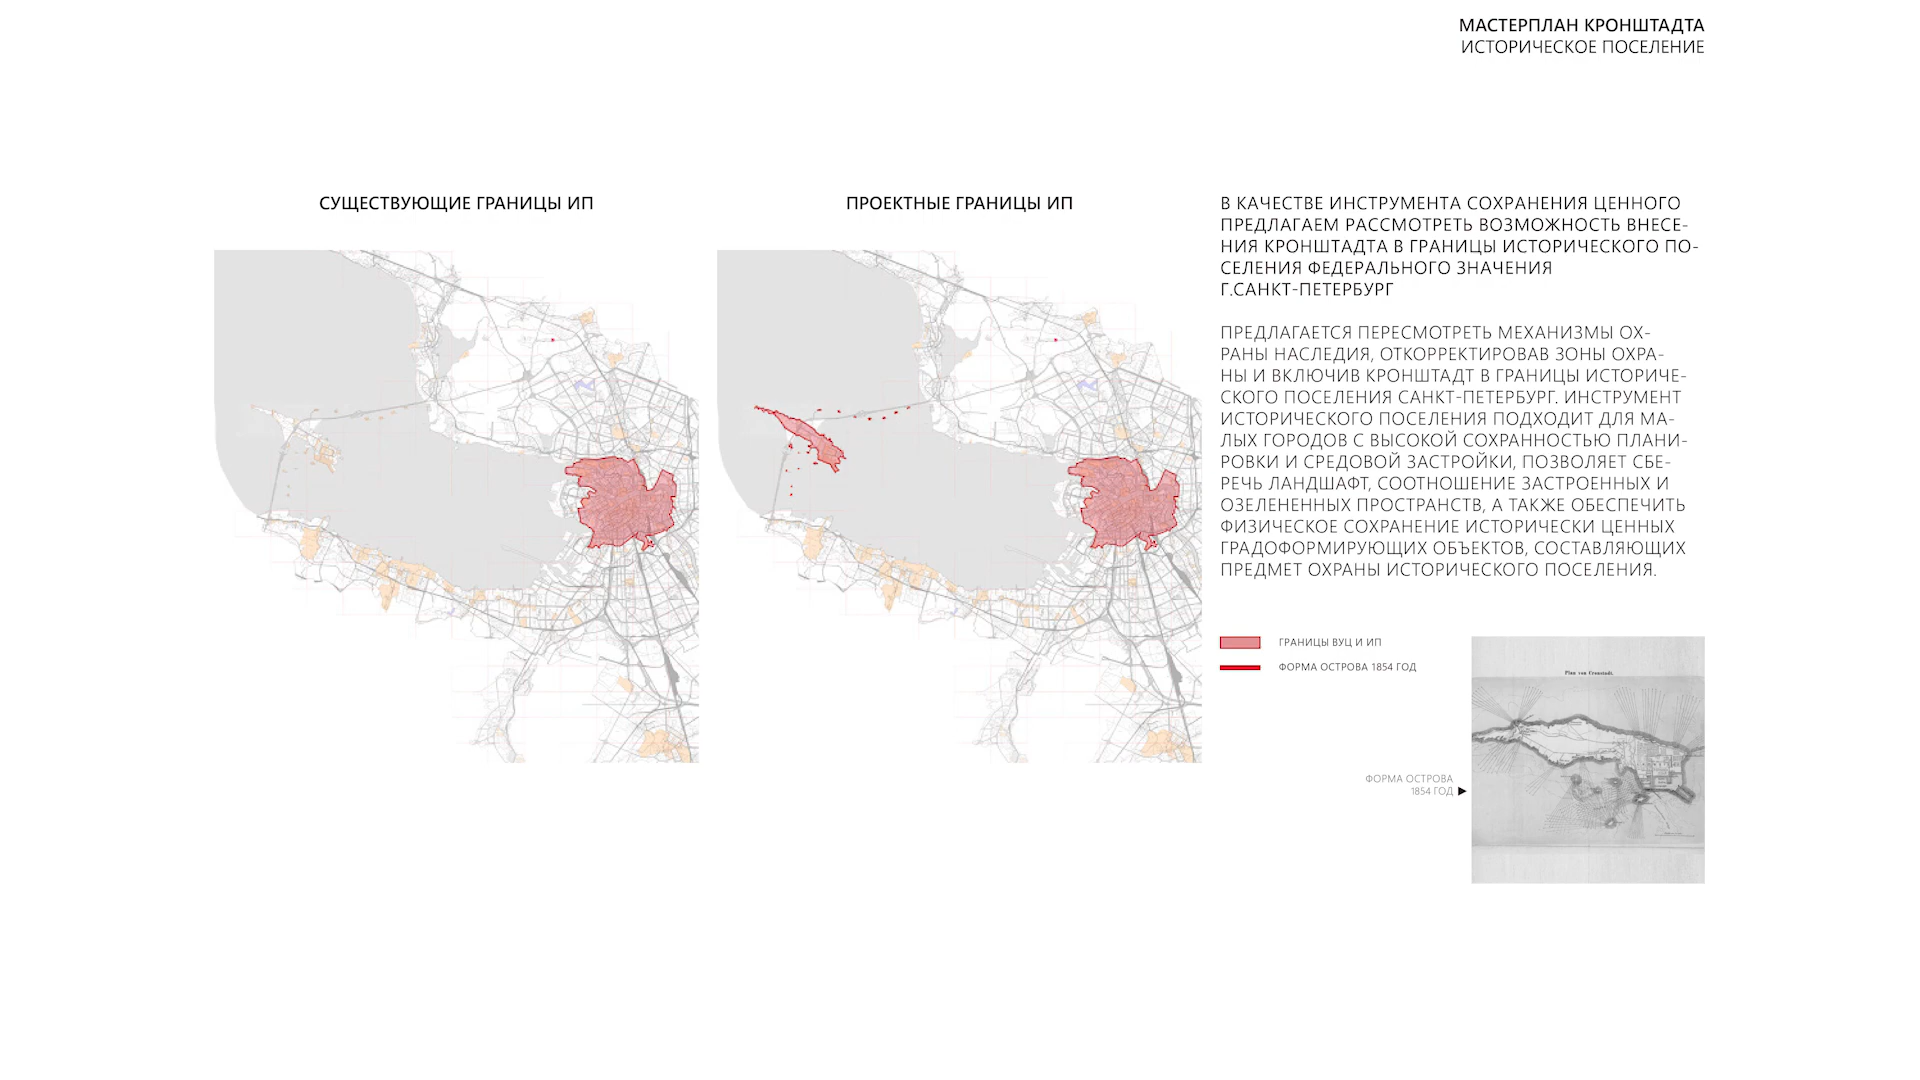 МАСТЕРПЛАН КРОНШТАДТА
ИСТОРИЧЕСКОЕ ПОСЕЛЕНИЕ
СУЩЕСТВУЮЩИЕ ГРАНИЦЫ ИП
ПРОЕКТНЫЕ ГРАНИЦЫ ИП
В КАЧЕСТВЕ ИНСТРУМЕНТА СОХРАНЕНИЯ ЦЕННОГО
ПРЕДЛАГАЕМ РАССМОТРЕТЬ ВОЗМОЖНОСТЬ ВНЕСЕ-
НИЯ КРОНШТАДТА В ГРАНИЦЫ ИСТОРИЧЕСКОГО ПО-
СЕЛЕНИЯ ФЕДЕРАЛЬНОГО ЗНАЧЕНИЯ
Г.САНКТ-ПЕТЕРБУРГ
ПРЕДЛАГАЕТСЯ ПЕРЕСМОТРЕТЬ МЕХАНИЗМЫ ОХ-
РАНЫ НАСЛЕДИЯ, ОТКОРРЕКТИРОВАВ ЗОНЫ ОХРА-
НЫ И ВКЛЮЧИВ КРОНШТАДТ В ГРАНИЦЫ ИСТОРИЧЕ-
СКОГО ПОСЕЛЕНИЯ САНКТ-ПЕТЕРБУРГ. ИНСТРУМЕНТ
ИСТОРИЧЕСКОГО ПОСЕЛЕНИЯ ПОДХОДИТ ДЛЯ МА-
ЛЫХ ГОРОДОВ С ВЫСОКОЙ СОХРАННОСТЬЮ ПЛАНИ-
РОВКИ И СРЕДОВОЙ ЗАСТРОЙКИ, ПОЗВОЛЯЕТ СБЕ-
РЕЧЬ ЛАНДШАФТ, СООТНОШЕНИЕ ЗАСТРОЕННЫХ И
ОЗЕЛЕНЕННЫХ ПРОСТРАНСТВ, А ТАКЖЕ ОБЕСПЕЧИТЬ
ФИЗИЧЕСКОЕ СОХРАНЕНИЕ ИСТОРИЧЕСКИ ЦЕННЫХ
ГРАДОФОРМИРУЮЩИХ ОБЪЕКТОВ, СОСТАВЛЯЮЩИХ
ПРЕДМЕТ ОХРАНЫ ИСТОРИЧЕСКОГО ПОСЕЛЕНИЯ.
ГРАНИЦЫ ВУЦ И ИП
ФОРМА ОСТРОВА 1854 ГОД
Plan von Cronstadt.
ФОРМА ОСТРОВА
1854 ГОД